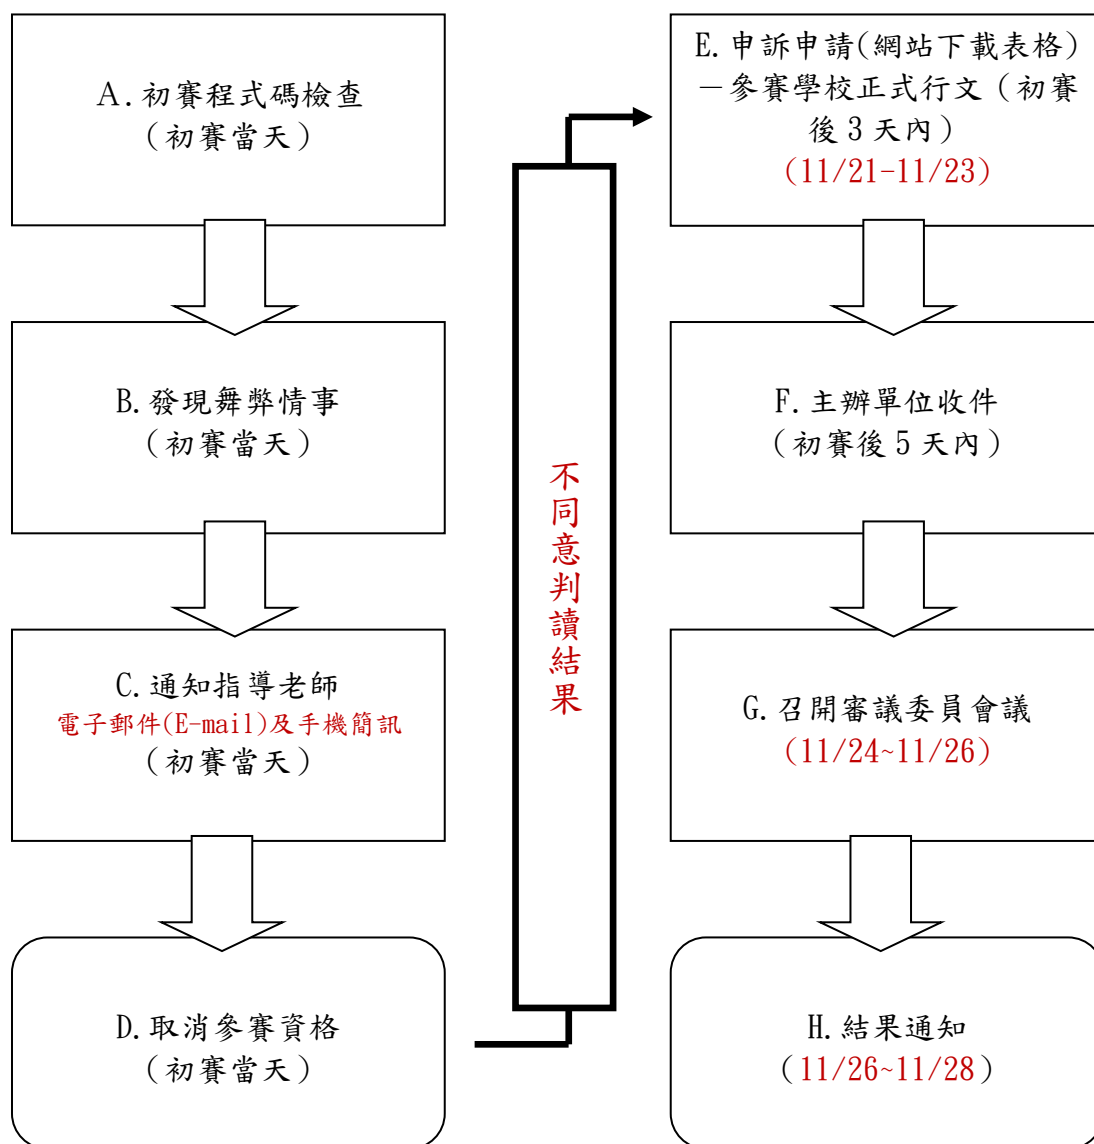 A.初賽程式碼檢查
(初賽當天)
B.發現舞弊情事
(初賽當天)
C.通知指導老師
電子郵件(E-mail)及手機簡訊
(初賽當天)
D.取消參賽資格
(初賽當天)
不同意判讀結果
E.申訴申請(網站下載表格)
－參賽學校正式行文(初賽
後3天內)
(11/21-11/23)
F.主辦單位收件
(初賽後5天內)
G.召開審議委員會議
(11/24~11/26)
H.結果通知
(11/26~11/28)